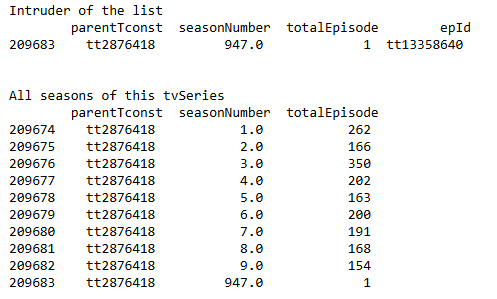 Intruder of the list
parentTconst seasonNumber totalEpisode epId
209683 tt2876418 947.0 1 tt13358640
All seasons of this tvSeries
parentTconst seasonNumber totalEpisode
209674 tt2876418 1.0 262
209675 tt2876418 2.0 166
209676 tt2876418 3.0 350
209677 tt2876418 4.0 202
209678 tt2876418 5.0 163
209679 tt2876418 6.0 200
209680 tt2876418 7.0 191
209681 tt2876418 8.0 168
209682 tt2876418 9.0 154
209683 tt2876418 947.0 1